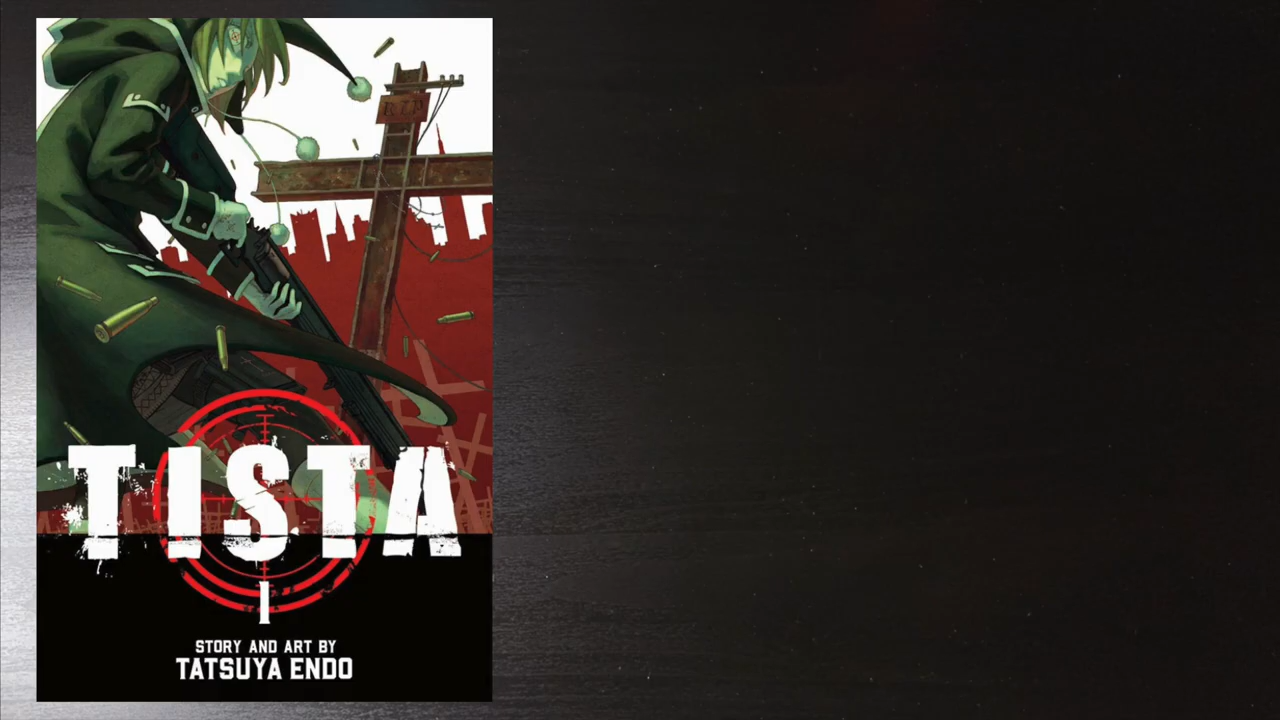 R.I.P
TISTA
1
STORY AND ART BY
TATSUYA ENDO